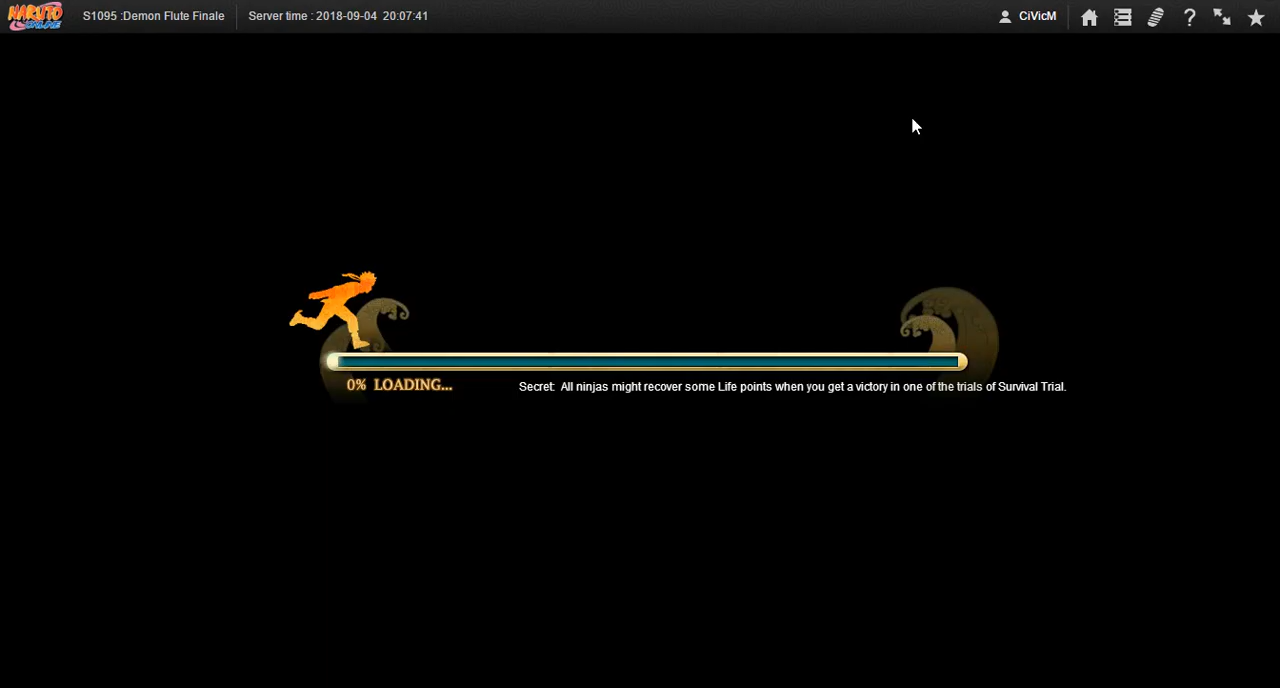 NARUTO
ONLINE
S1095 :Demon Flute Finale
Server time : 2018-09-04 20:07:41
CiVicM
?
0% LOADING...
Secret: All ninjas might recover some Life points when you get a victory in one of the trials of Survival Trial.